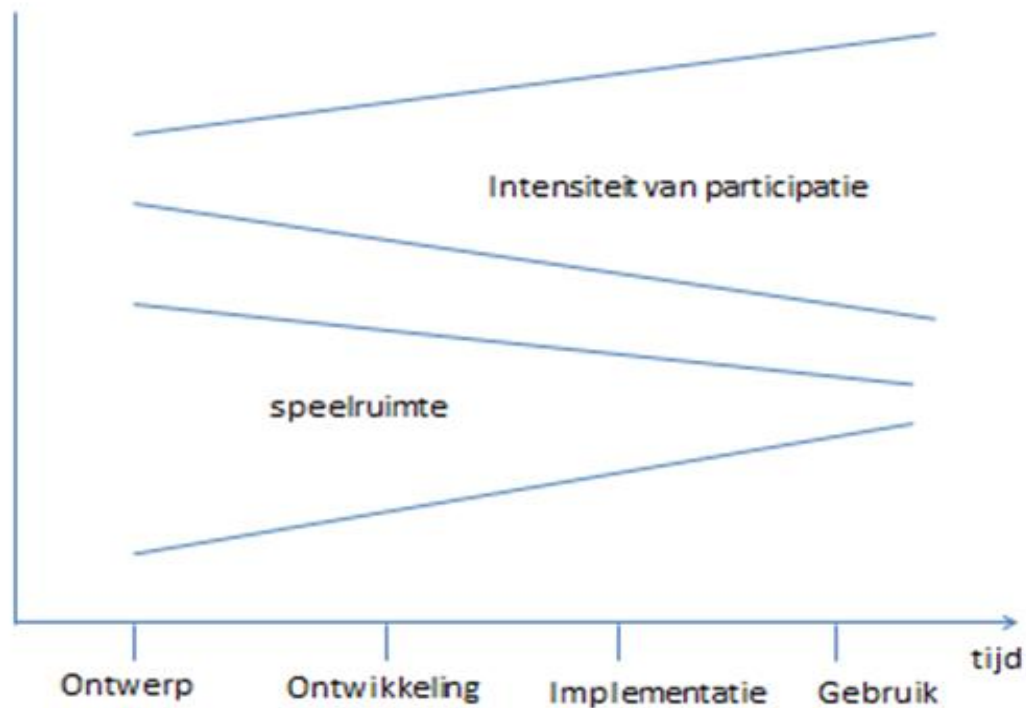 Intensiteit van participatie
speelruimte
tijd
Ontwerp
Ontwikkeling
Implementatie
Gebruik